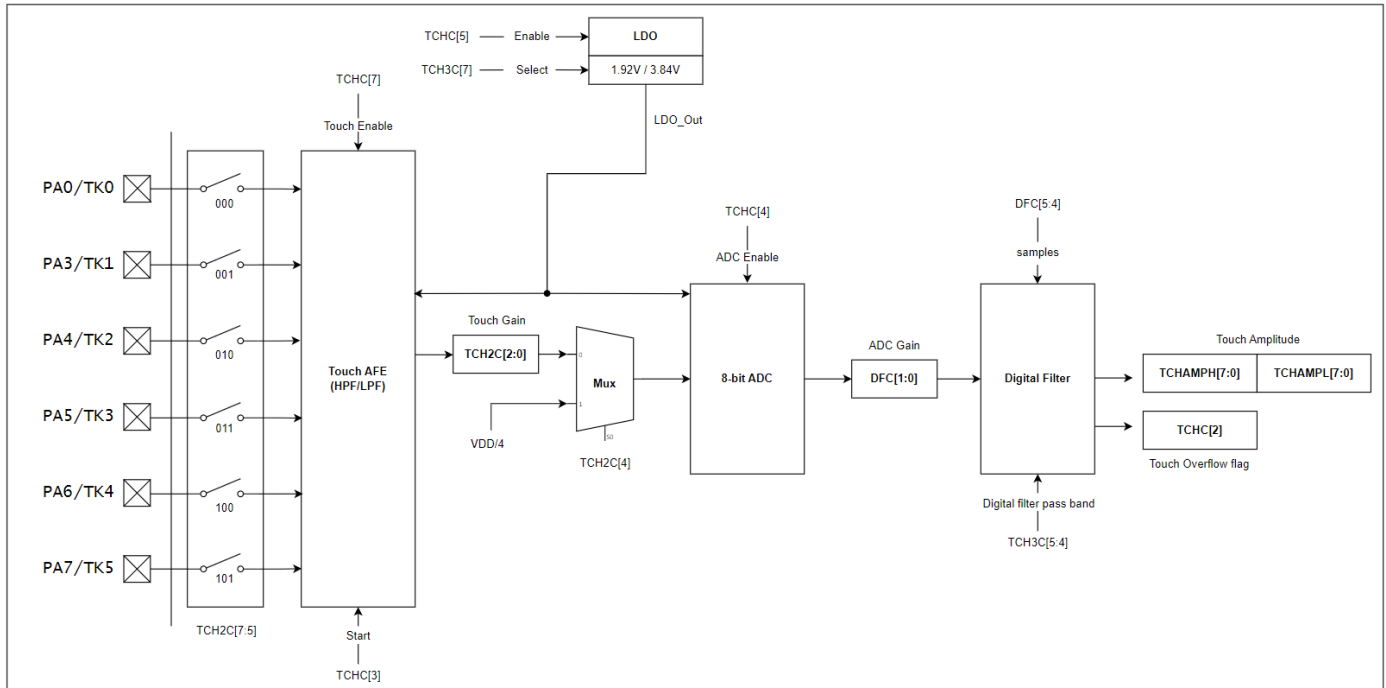 TCHC[5]
Enable
LDO
TCH3C[7]
Select
1.92V / 3.84V
TCHC[7]
Touch Enable
LDO_Out
PA0/TK0
000
PA3/TK1
001
PA4/TK2
010
PA5/TK3
011
PA6/TK4
100
PA7/TK5
101
TCH2C[7:5]
Touch AFE
(HPF/LPF)
Start
TCHC[3]
Touch Gain
TCH2C[2:0]
0
Mux
1
S0
VDD/4
TCH2C[4]
TCHC[4]
ADC Enable
8-bit ADC
ADC Gain
DFC[1:0]
DFC[5:4]
samples
Digital Filter
Digital filter pass band
TCH3C[5:4]
Touch Amplitude
TCHAMPH[7:0]
TCHAMPL[7:0]
TCHC[2]
Touch Overflow flag